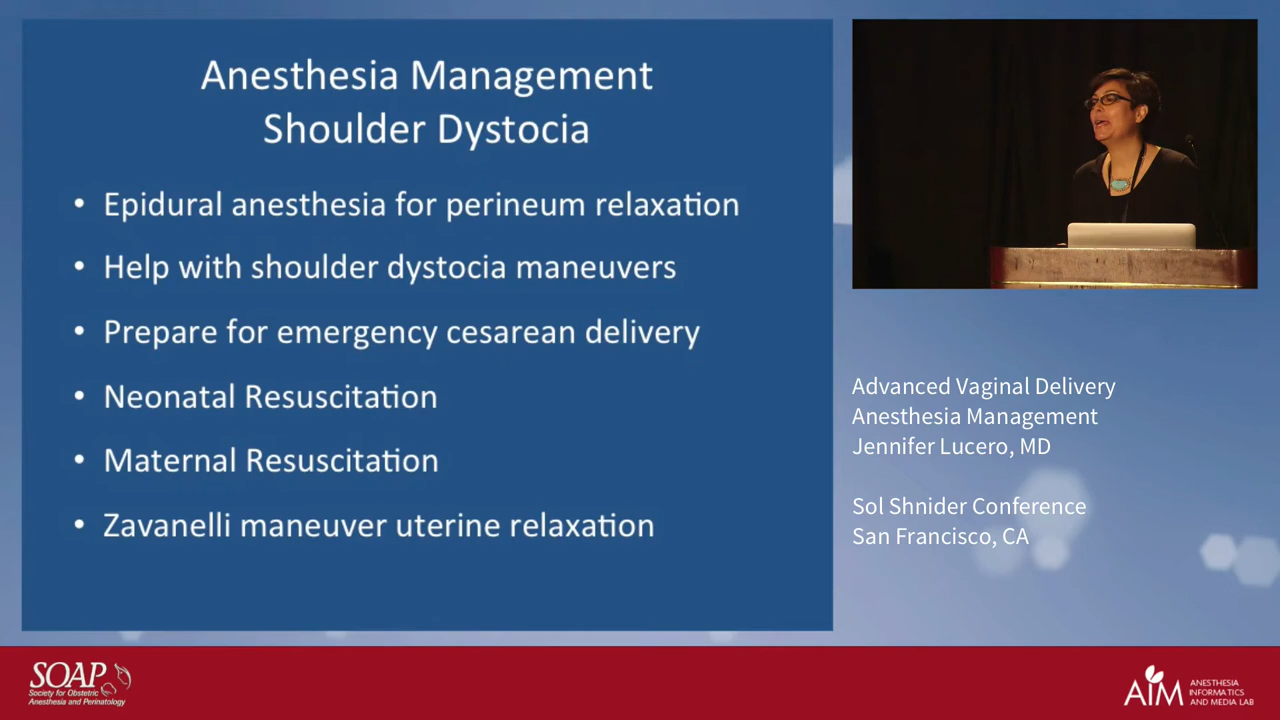 Anesthesia Management
Shoulder Dystocia
• Epidural anesthesia for perineum relaxation
• Help with shoulder dystocia maneuvers
• Prepare for emergency cesarean delivery
• Neonatal Resuscitation
• Maternal Resuscitation
• Zavanelli maneuver uterine relaxation
Advanced Vaginal Delivery
Anesthesia Management
Jennifer Lucero, MD
Sol Shnider Conference
San Francisco, CA
SOAP
Society for Obstetric
Anesthesia and Perinatology
AIM
ANESTHESIA
INFORMATICS
AND MEDIA LAB